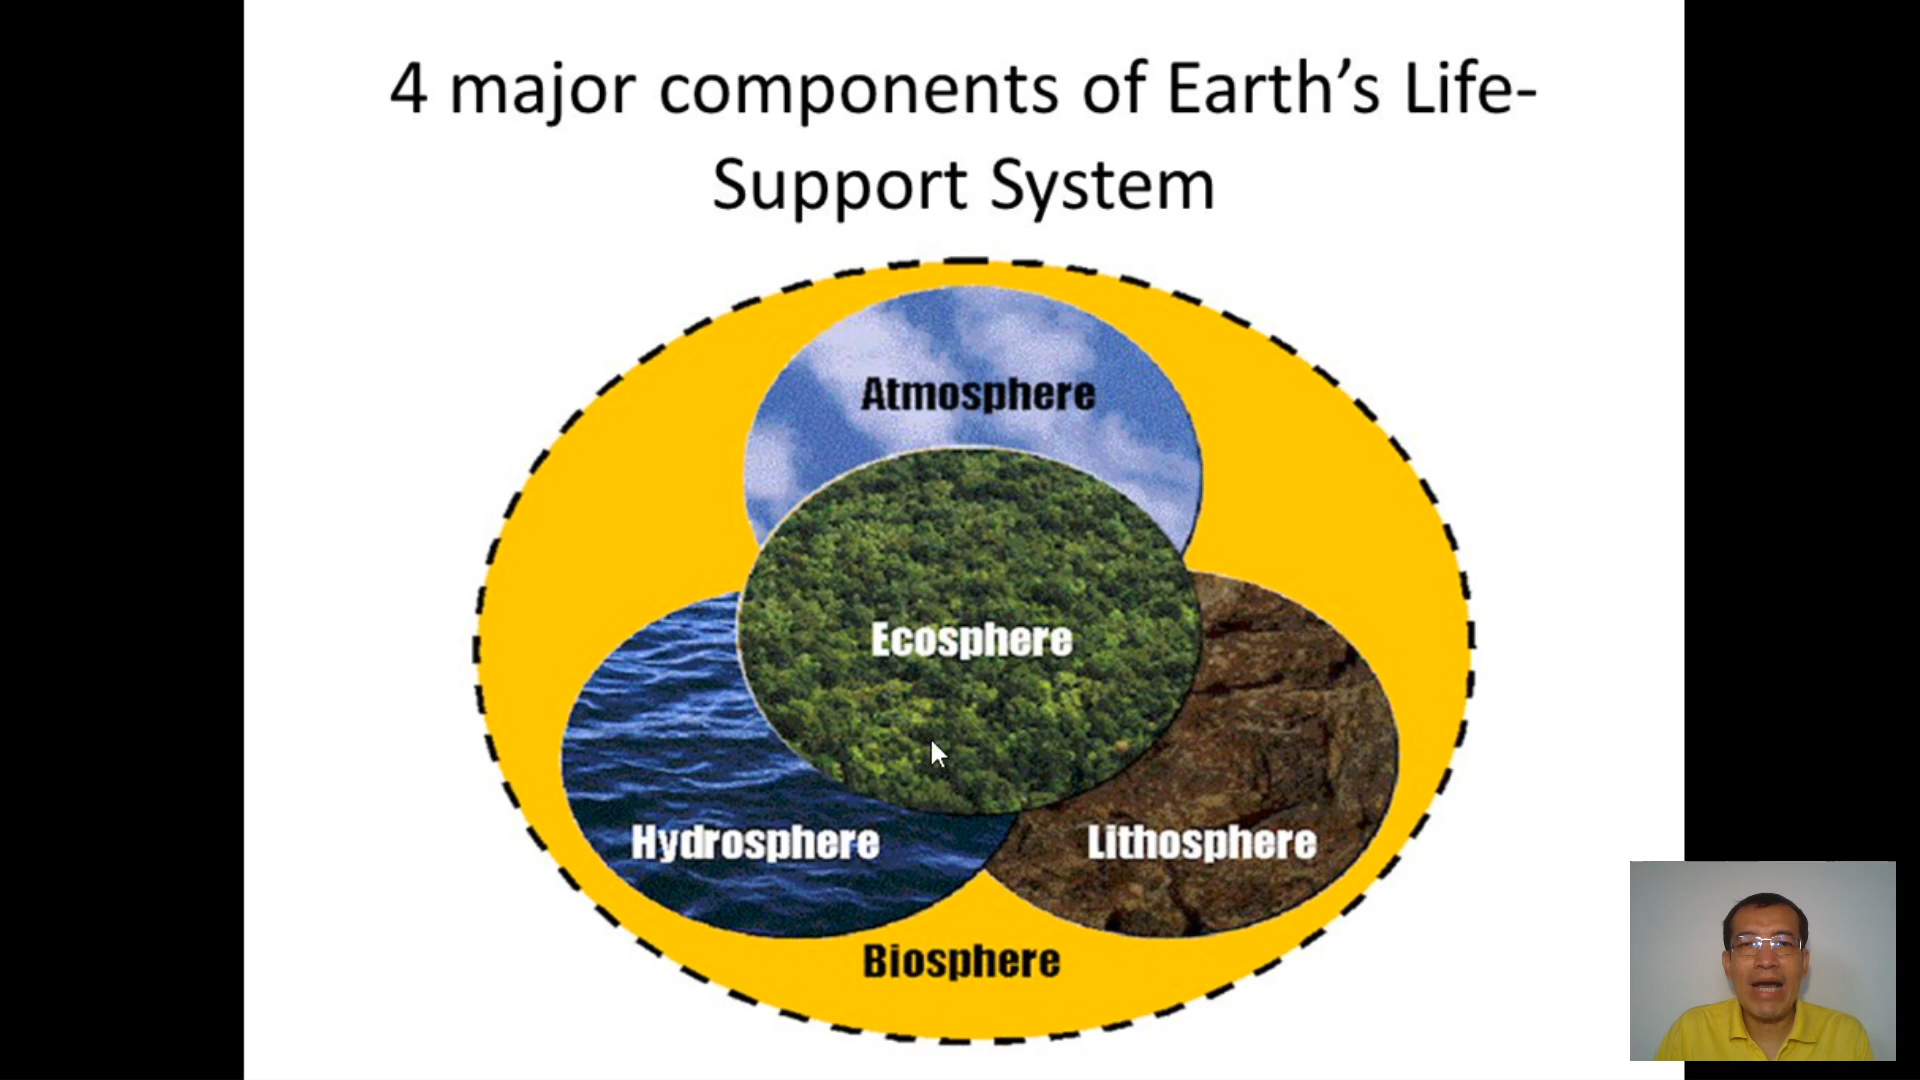 4 major components of Earth's Life-
Support System
Atmosphere
Ecosphere
Hydrosphere
Lithosphere
Biosphere